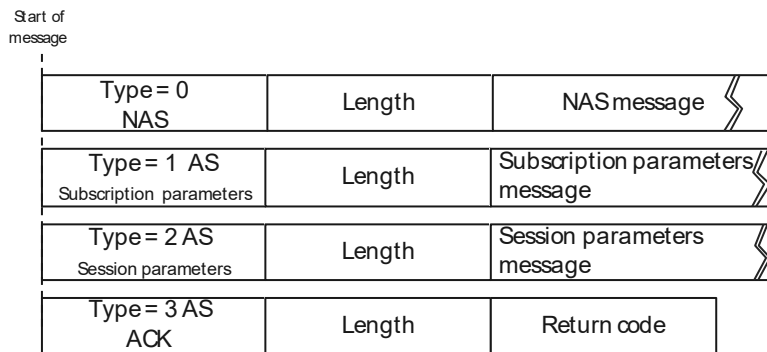 Start of
message
Type = 0
NAS
Length
NAS message
Type = 1 AS
Subscription parameters
Length
Subscription parameters
message
Type = 2 AS
Session parameters
Length
Session parameters
message
Type = 3 AS
ACK
Length
Return code